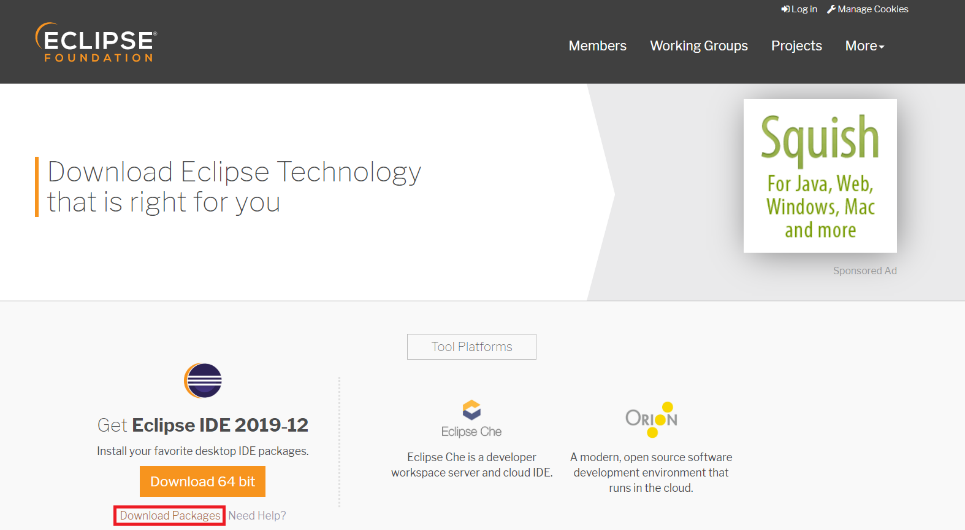 Log in Manage Cookies
ECLIPSE®
FOUNDATION
Members Working Groups Projects More
Download Eclipse Technology
that is right for you
Squish
For Java, Web,
Windows, Mac
and more
Sponsored Ad
Tool Platforms
Get Eclipse IDE 2019-12
Install your favorite desktop IDE packages.
Download 64 bit
Download Packages Need Help?
Eclipse Che
Eclipse Che is a developer
workspace server and cloud IDE.
ORION
A modern, open source software
development environment that
runs in the cloud.